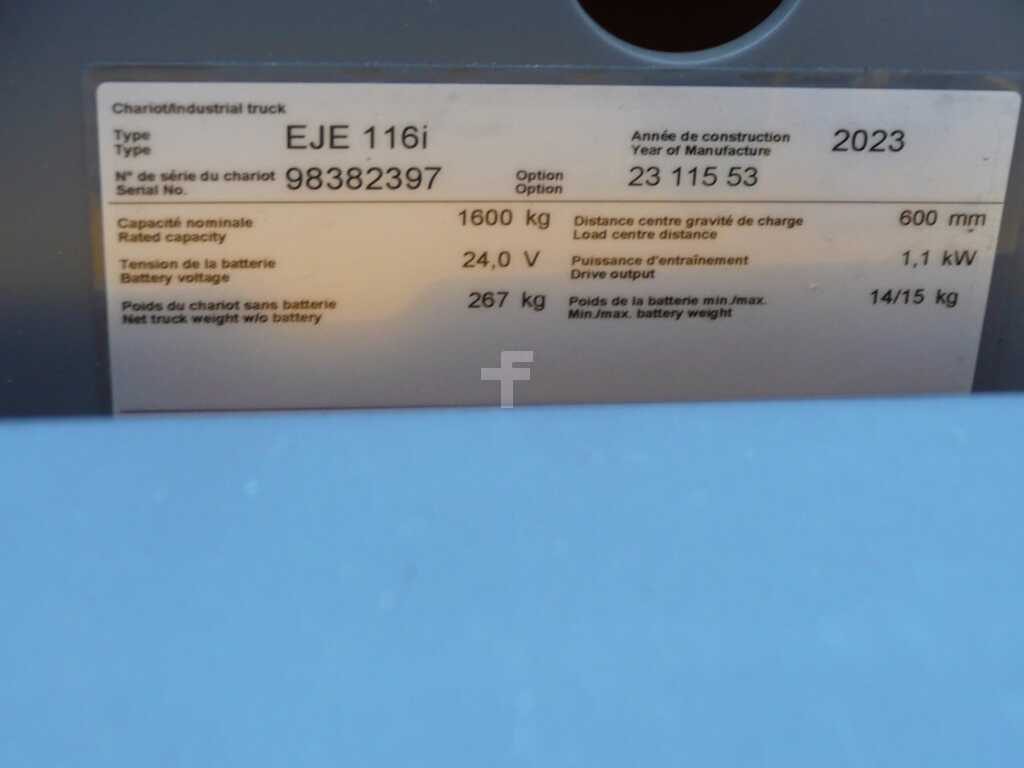 Chariot/Industrial truck
Type EJE 116i Année de construction 2023
Type Year of Manufacture
N° de série du chariot 98382397 Option 23 115 53
Serial No. Option
Capacité nominale 1600 kg Distance centre gravité de charge 600 mm
Rated capacity Load centre distance
Tension de la batterie 24,0 V Puissance d'entraînement 1,1 kW
Battery voltage Drive output
Poids du chariot sans batterie 267 kg Poids de la batterie min./max. 14/15 kg
Net truck weight w/o battery Min./max. battery weight